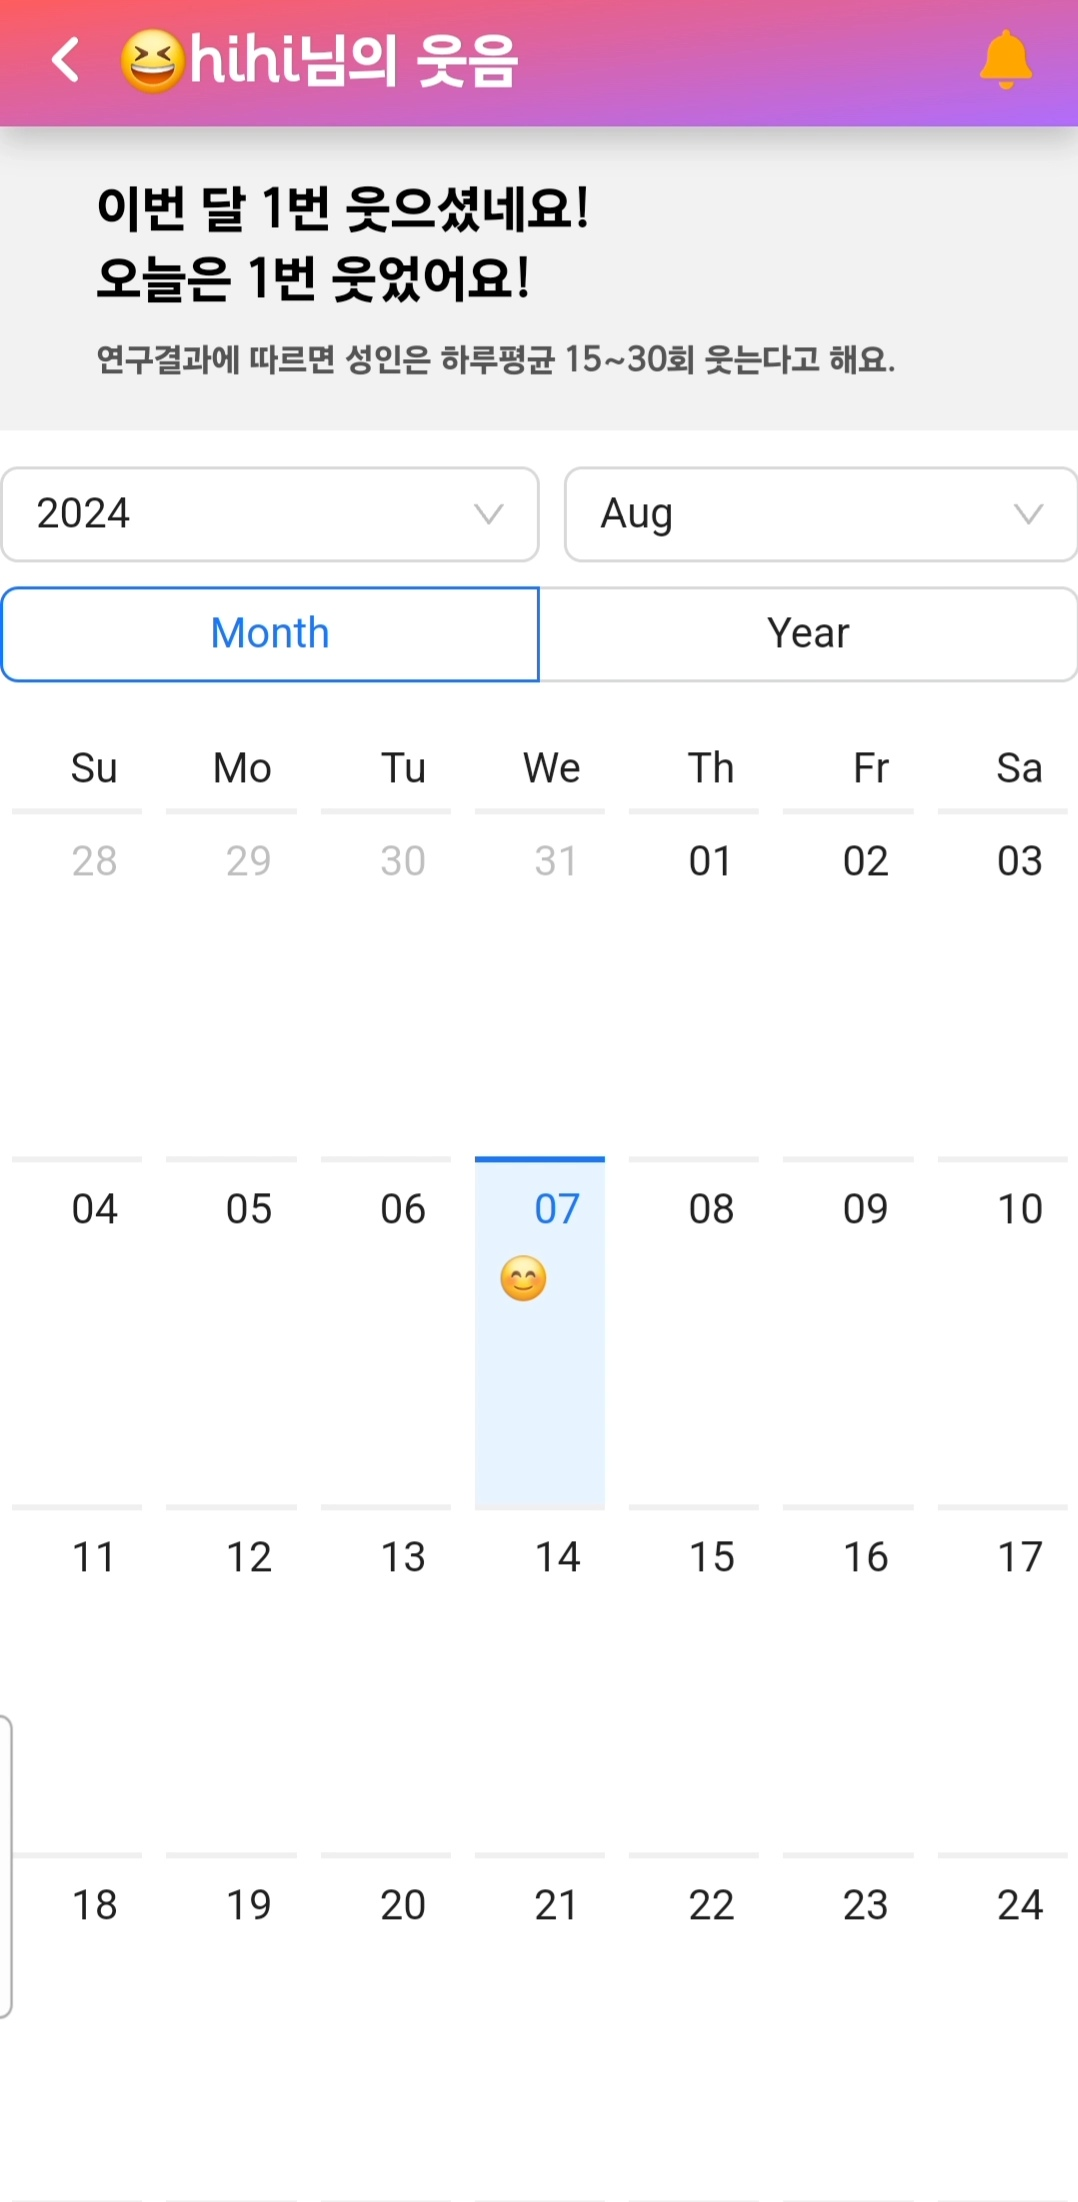 😆hihi님의 웃음
이번 달 1번 웃으셨네요!
오늘은 1번 웃었어요!
연구결과에 따르면 성인은 하루평균 15~30회 웃는다고 해요.
2024 Aug
Month Year
Su Mo Tu We Th Fr Sa
28 29 30 31 01 02 03
04 05 06 07 08 09 10
😊
11 12 13 14 15 16 17
18 19 20 21 22 23 24